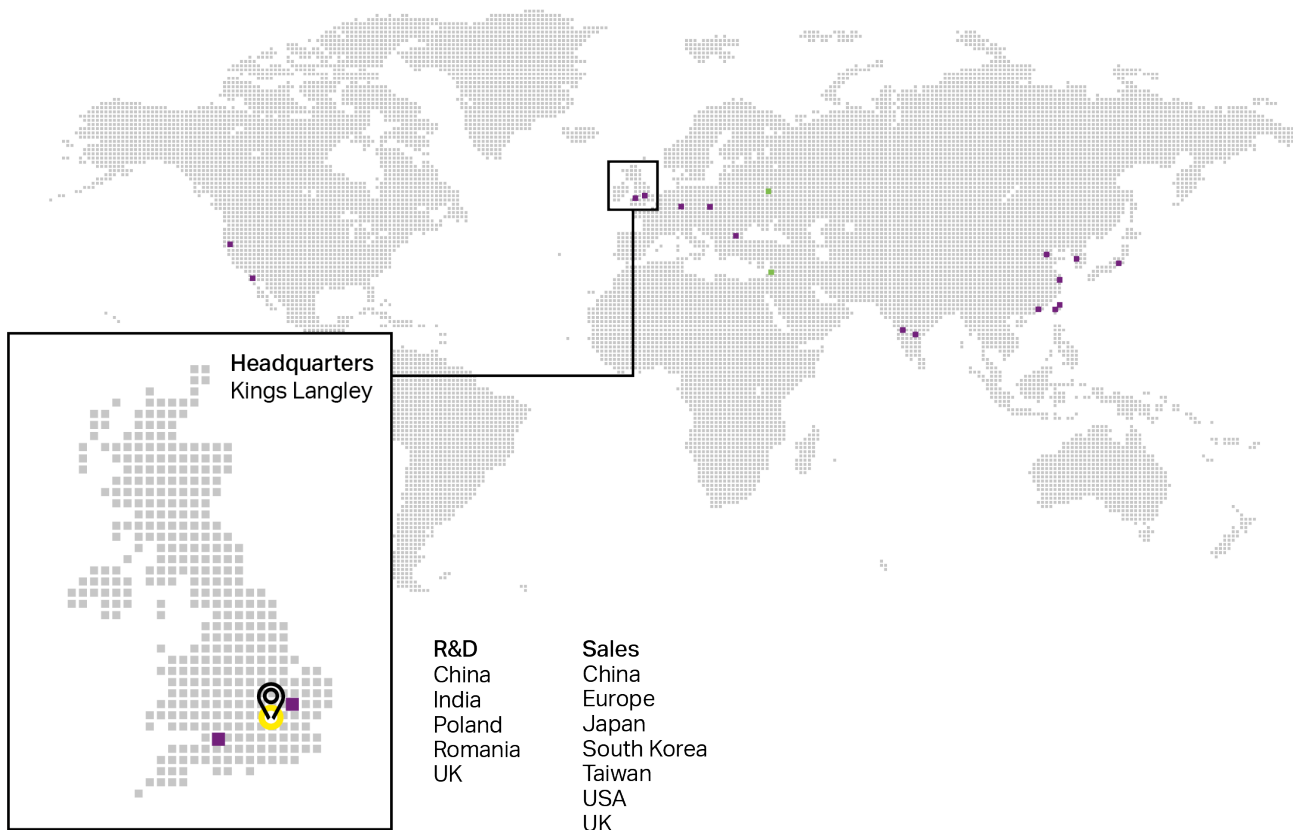 Headquarters
Kings Langley
R&D
China
India
Poland
Romania
UK
Sales
China
Europe
Japan
South Korea
Taiwan
USA
UK